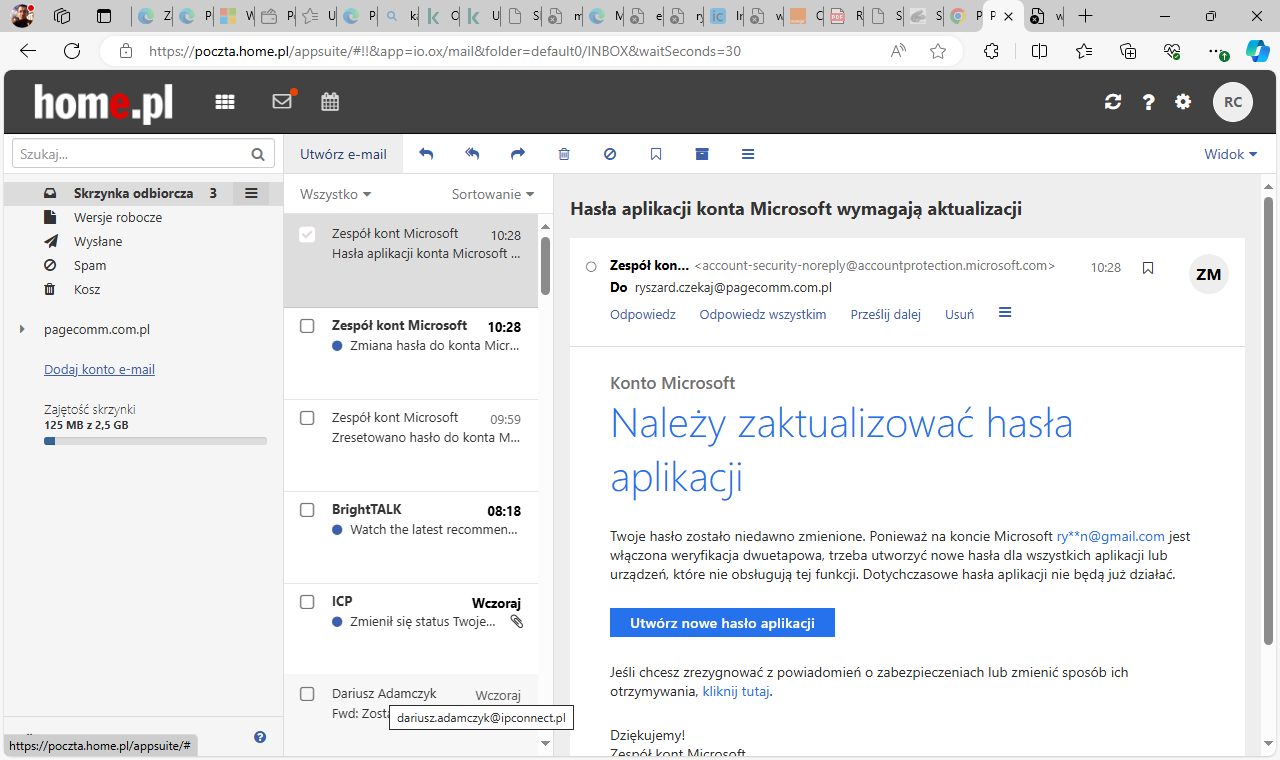 https://poczta.home.pl/appsuite/#!!&app=io.ox/mail&folder=default0/INBOX&waitSeconds=30
home.pl
RC
Szukaj...
Utwórz e-mail
Widok
Skrzynka odbiorcza 3
Wersje robocze
Wysłane
Spam
Kosz
pagecomm.com.pl
Dodaj konto e-mail
Zajętość skrzynki
125 MB z 2,5 GB
https://poczta.home.pl/appsuite/#
Wszystko
Sortowanie
Zespół kont Microsoft 10:28
Hasła aplikacji konta Microsoft ...
Zespół kont Microsoft 10:28
Zmiana hasła do konta Micr...
Zespół kont Microsoft 09:59
Zresetowano hasło do konta M...
BrightTALK 08:18
Watch the latest recommen...
ICP Wczoraj
Zmienił się status Twoje...
Dariusz Adamczyk Wczoraj
Fwd: Zosta
dariusz.adamczyk@ipconnect.pl
Hasła aplikacji konta Microsoft wymagają aktualizacji
Zespół kon... <account-security-noreply@accountprotection.microsoft.com> 10:28
ZM
Do ryszard.czekaj@pagecomm.com.pl
Odpowiedz Odpowiedz wszystkim Prześlij dalej Usuń
Konto Microsoft
Należy zaktualizować hasła
aplikacji
Twoje hasło zostało niedawno zmienione. Ponieważ na koncie Microsoft ry**n@gmail.com jest
włączona weryfikacja dwuetapowa, trzeba utworzyć nowe hasła dla wszystkich aplikacji lub
urządzeń, które nie obsługują tej funkcji. Dotychczasowe hasła aplikacji nie będą już działać.
Utwórz nowe hasło aplikacji
Jeśli chcesz zrezygnować z powiadomień o zabezpieczeniach lub zmienić sposób ich
otrzymywania, kliknij tutaj.
Dziękujemy!
Zespół kont Microsoft